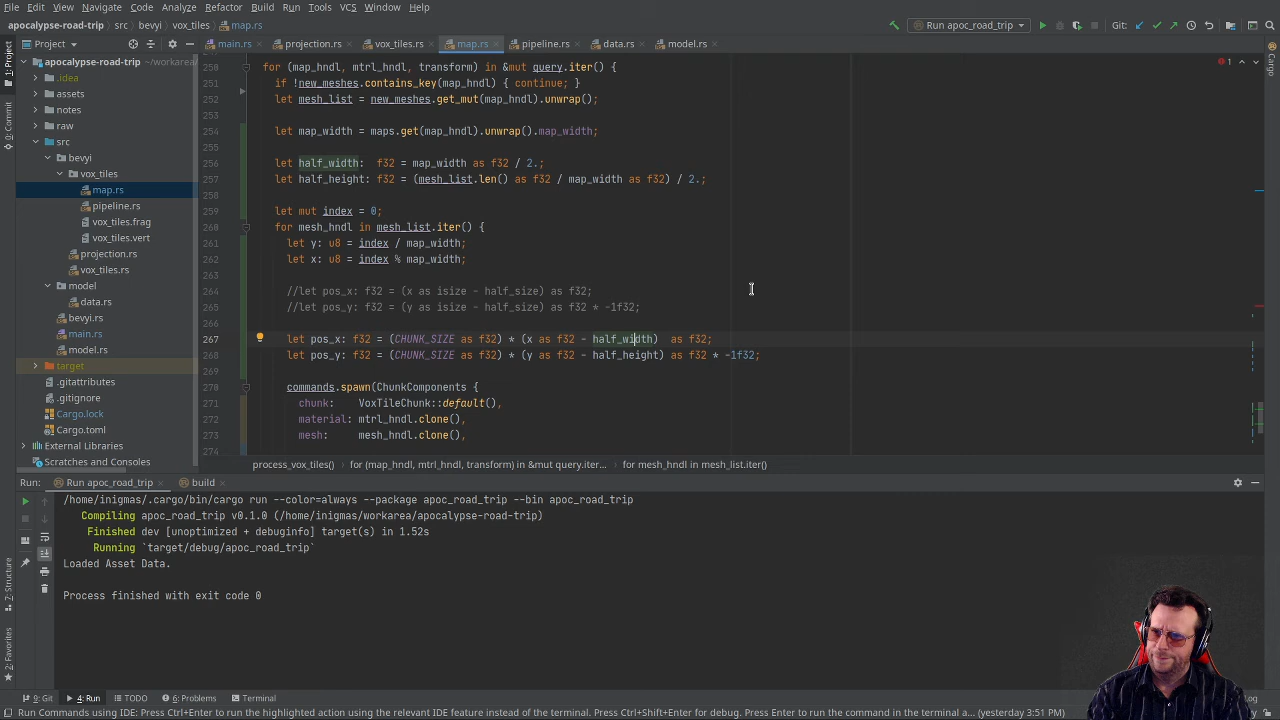 File Edit View Navigate Code Analyze Refactor Build Run Tools VCS Window Help
apocalypse-road-trip › src › bevyi › vox_tiles › map.rs
Run apoc_road_trip
Git:
Project
main.rs projection.rs vox_tiles.rs map.rs pipeline.rs data.rs model.rs
1: Project
Commit
7: Structure
2: Favorites
Cargo
apocalypse-road-trip ~/workarea/
.idea
assets
notes
raw
src
bevyi
vox_tiles
map.rs
pipeline.rs
vox_tiles.frag
vox_tiles.vert
projection.rs
vox_tiles.rs
model
data.rs
bevyi.rs
main.rs
model.rs
target
.gitattributes
.gitignore
Cargo.lock
Cargo.toml
External Libraries
Scratches and Consoles
1
250 for (map_hndl, mtrl_hndl, transform) in &mut query.iter() {
251 if !new_meshes.contains_key(map_hndl) { continue; }
252 let mesh_list = new_meshes.get_mut(map_hndl).unwrap();
253
254 let map_width = maps.get(map_hndl).unwrap().map_width;
256 let half_width: f32 = map_width as f32 / 2.;
257 let half_height: f32 = (mesh_list.len() as f32 / map_width as f32) / 2.;
258
259 let mut index = 0;
260 for mesh_hndl in mesh_list.iter() {
261 let y: u8 = index / map_width;
262 let x: u8 = index % map_width;
263
264 //let pos_x: f32 = (x as isize - half_size) as f32;
265 //let pos_y: f32 = (y as isize - half_size) as f32 * -1f32;
266
267 let pos_x: f32 = (CHUNK_SIZE as f32) * (x as f32 - half_width) as f32;
268 let pos_y: f32 = (CHUNK_SIZE as f32) * (y as f32 - half_height) as f32 * -1f32;
270 commands.spawn(ChunkComponents {
271 chunk: VoxTileChunk::default(),
272 material: mtrl_hndl.clone(),
273 mesh: mesh_hndl.clone(),
274
process_vox_tiles() › for (map_hndl, mtrl_hndl, transform) in &mut query.iter... › for mesh_hndl in mesh_list.iter()
Run: Run apoc_road_trip build
/home/inigmas/.cargo/bin/cargo run --color=always --package apoc_road_trip --bin apoc_road_trip
Compiling apoc_road_trip v0.1.0 (/home/inigmas/workarea/apocalypse-road-trip)
Finished dev [unoptimized + debuginfo] target(s) in 1.52s
Running `target/debug/apoc_road_trip`
Loaded Asset Data.
Process finished with exit code 0
9: Git 4: Run TODO 6: Problems Terminal
Run Commands using IDE: Press Ctrl+Enter to run the highlighted action using the relevant IDE feature instead of the terminal. Press Ctrl+Shift+Enter for debug. Press Enter to run the command in the terminal a... (yesterday 3:51 PM)